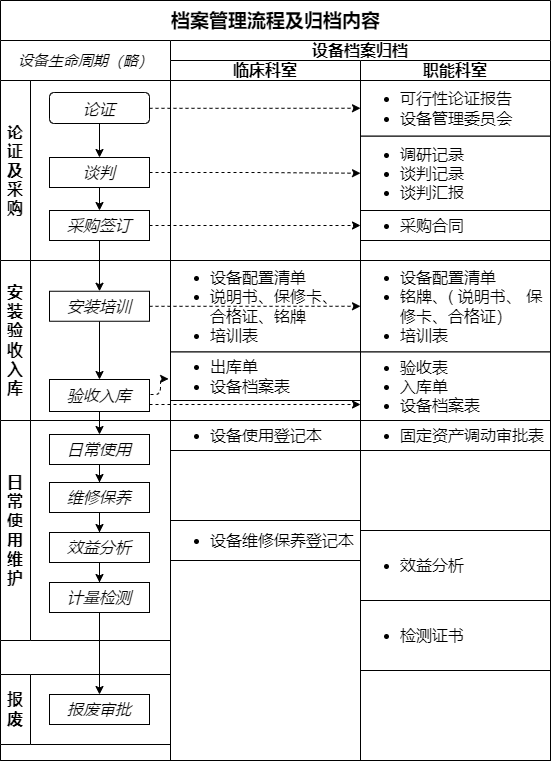 档案管理流程及归档内容
设备生命周期（略）
设备档案归档
临床科室
职能科室
论证及采购
论证
• 可行性论证报告
• 设备管理委员会
谈判
• 调研记录
• 谈判记录
• 谈判汇报
采购签订
• 采购合同
安装验收入库
安装培训
• 设备配置清单
• 说明书、保修卡、
合格证、铭牌
• 培训表
• 设备配置清单
• 铭牌、( 说明书、 保
修卡、合格证）
• 培训表
验收入库
• 出库单
• 设备档案表
• 验收表
• 入库单
• 设备档案表
日常使用维护
日常使用
• 设备使用登记本
• 固定资产调动审批表
维修保养
效益分析
• 设备维修保养登记本
• 效益分析
计量检测
• 检测证书
报废
报废审批